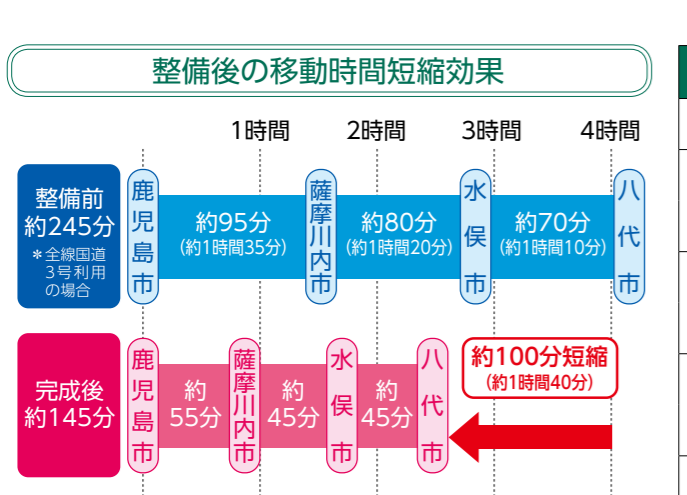 整備後の移動時間短縮効果
1時間 2時間 3時間 4時間
整備前
約245分
*全線国道
3号利用
の場合
鹿児島市
約95分
(約1時間35分)
薩摩川内市
約80分
(約1時間20分)
水俣市
約70分
(約1時間10分)
八代市
完成後
約145分
鹿児島市
約
55分
薩摩川内市
約
45分
水俣市
約
45分
八代市
約100分短縮
(約1時間40分)